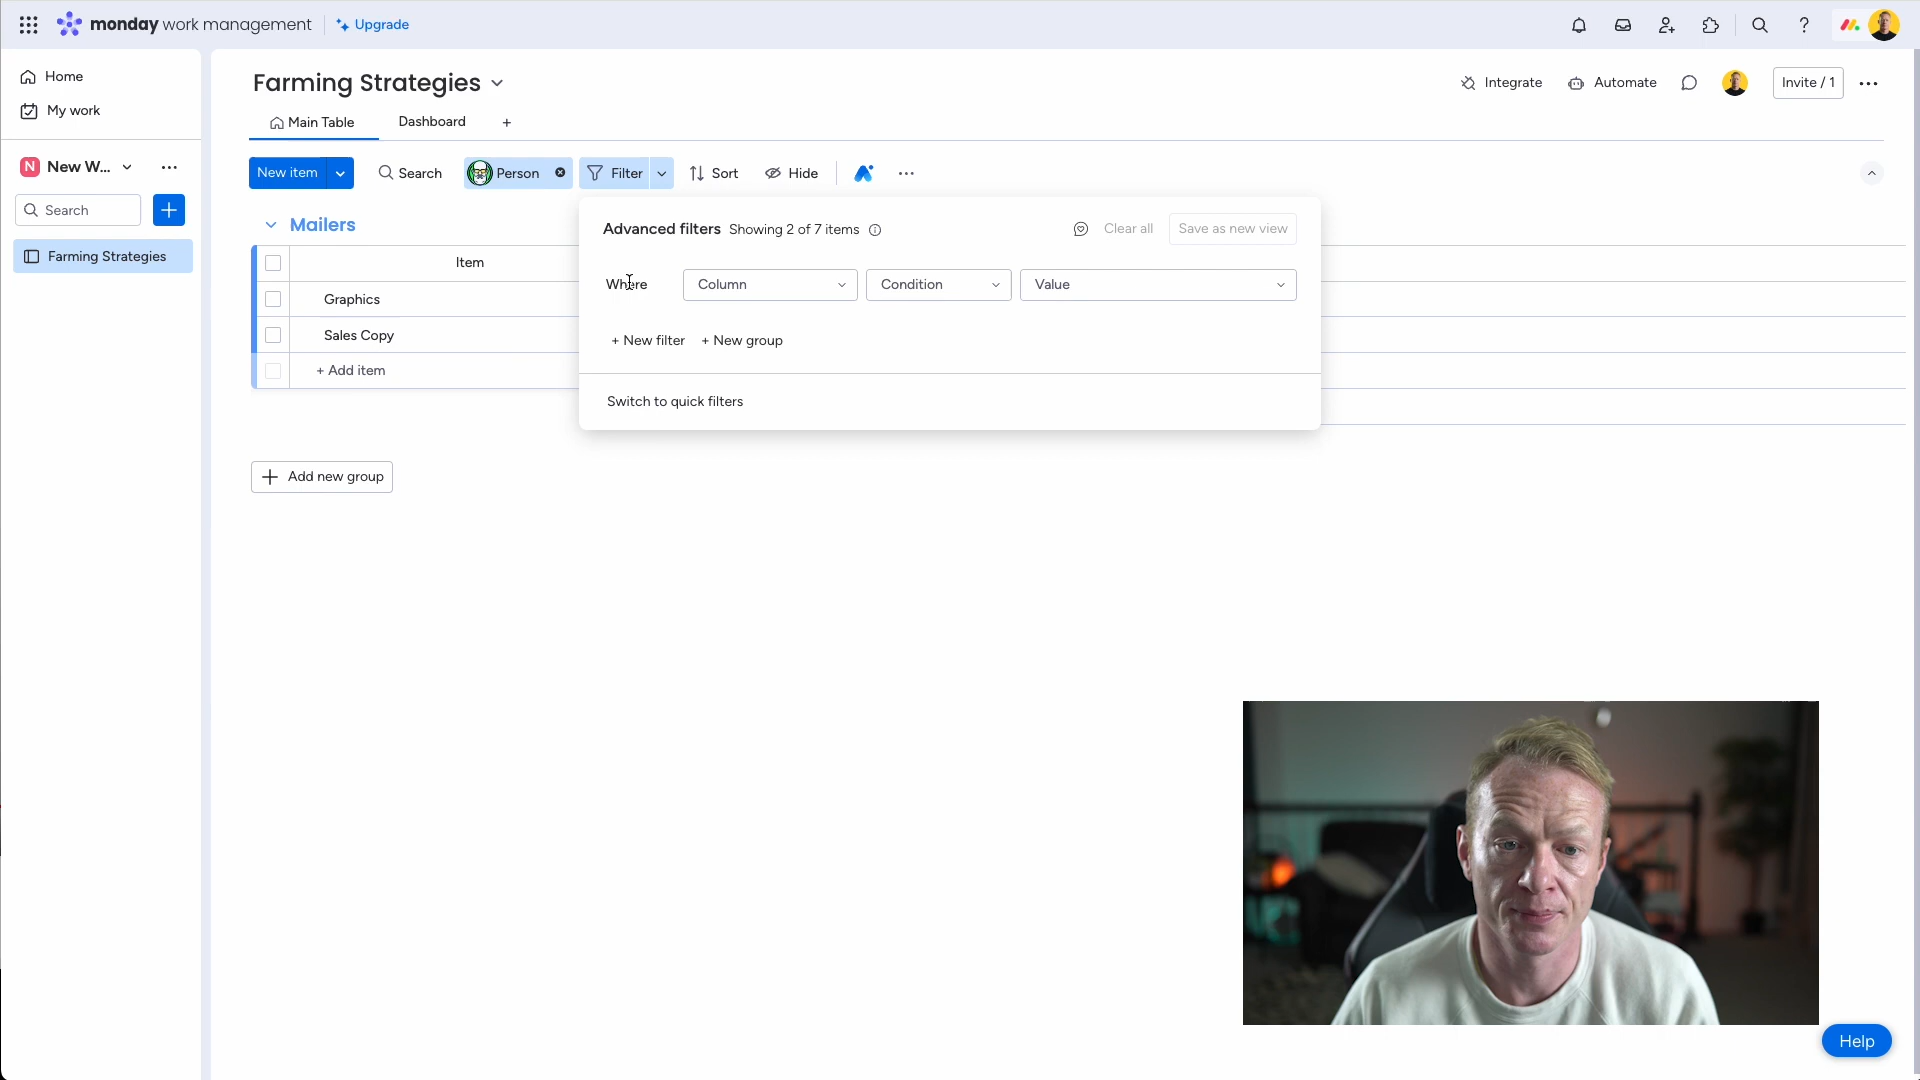 monday work management
Upgrade
Home
My work
N New W...
Search
Farming Strategies
Farming Strategies
Integrate
Automate
Invite / 1
Main Table
Dashboard
+
New item
Search
Person
Filter
Sort
Hide
Mailers
Item
Graphics
Sales Copy
+ Add item
Add new group
Advanced filters Showing 2 of 7 items
Clear all
Save as new view
Where
Column
Condition
Value
+ New filter + New group
Switch to quick filters
Help